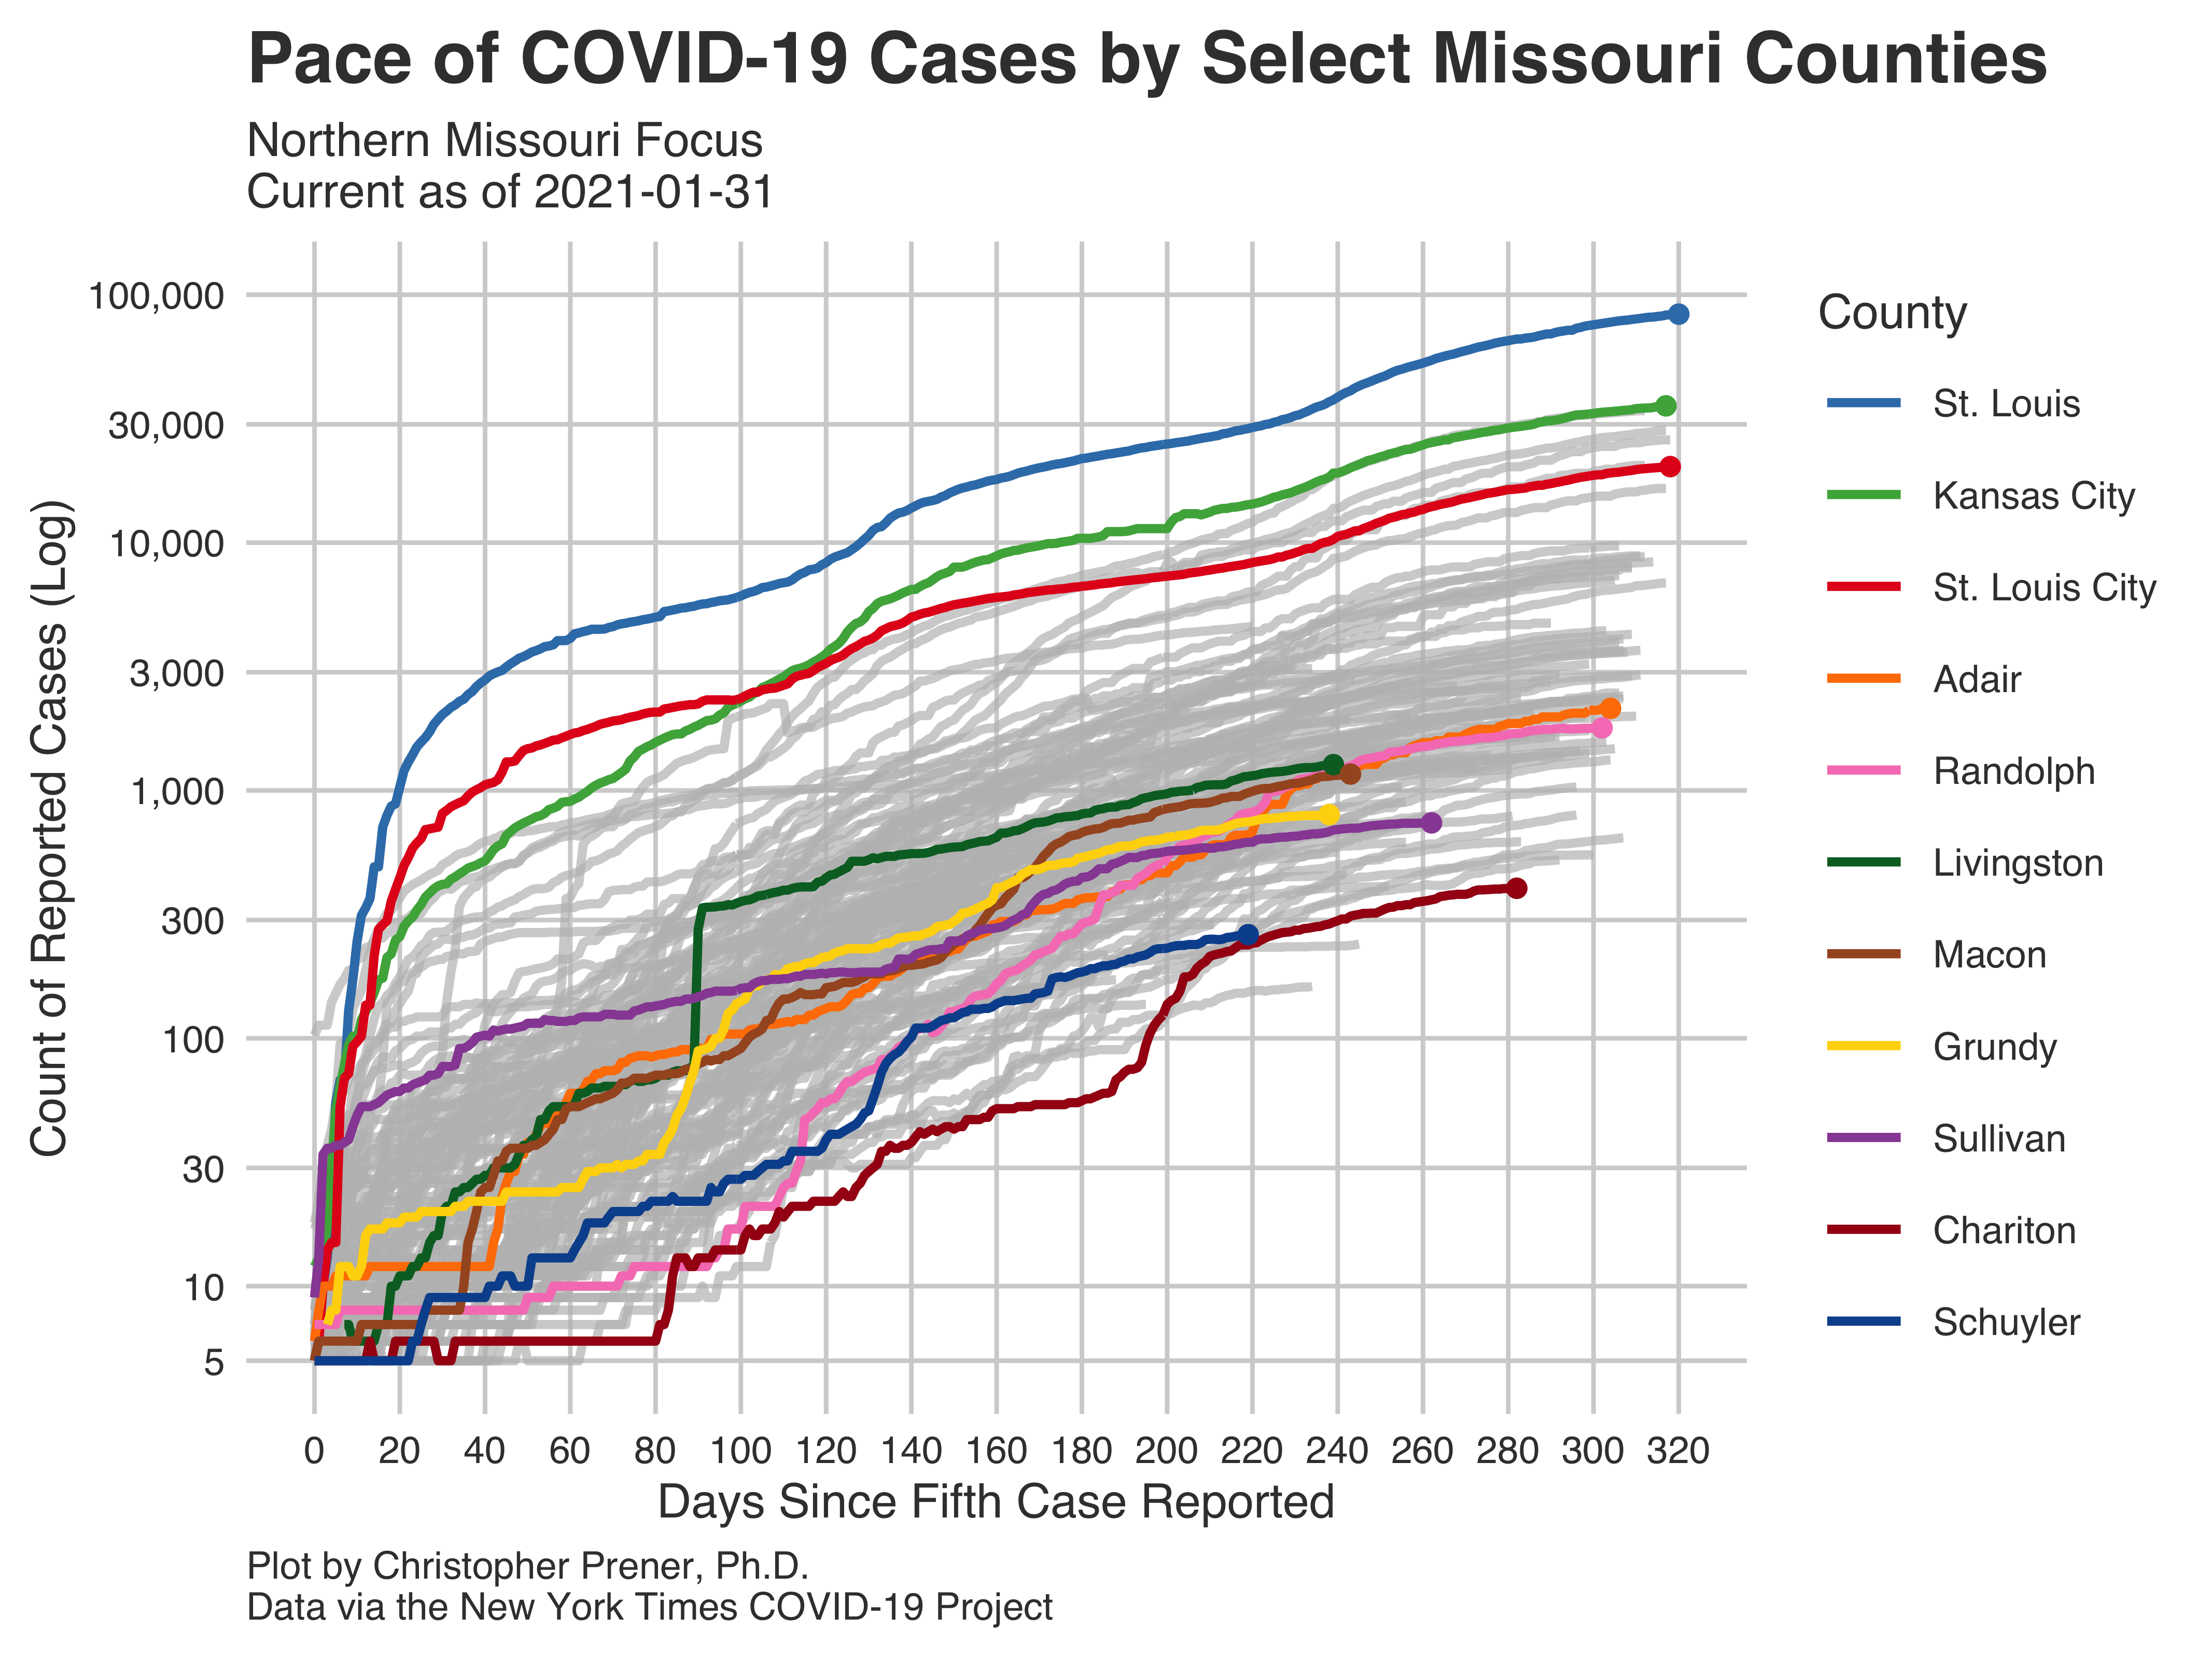 Pace of COVID-19 Cases by Select Missouri Counties
Northern Missouri Focus
Current as of 2021-01-31
Count of Reported Cases (Log)
100,000
30,000
10,000
3,000
1,000
300
100
30
10
5
0 20 40 60 80 100 120 140 160 180 200 220 240 260 280 300 320
Days Since Fifth Case Reported
County
St. Louis
Kansas City
St. Louis City
Adair
Randolph
Livingston
Macon
Grundy
Sullivan
Chariton
Schuyler
Plot by Christopher Prener, Ph.D.
Data via the New York Times COVID-19 Project